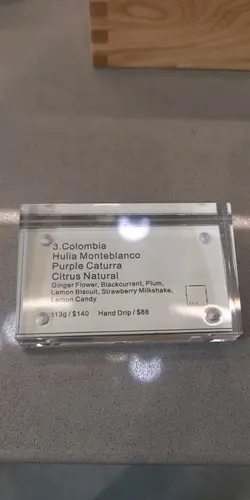 3.Colombia
Hulia Monteblanco
Purple Caturra
Citrus Natural
Ginger Flower, Blackcurrant, Plum,
Lemon Biscuit, Strawberry Milkshake,
Lemon Candy
113g / $140 Hand Drip / $88